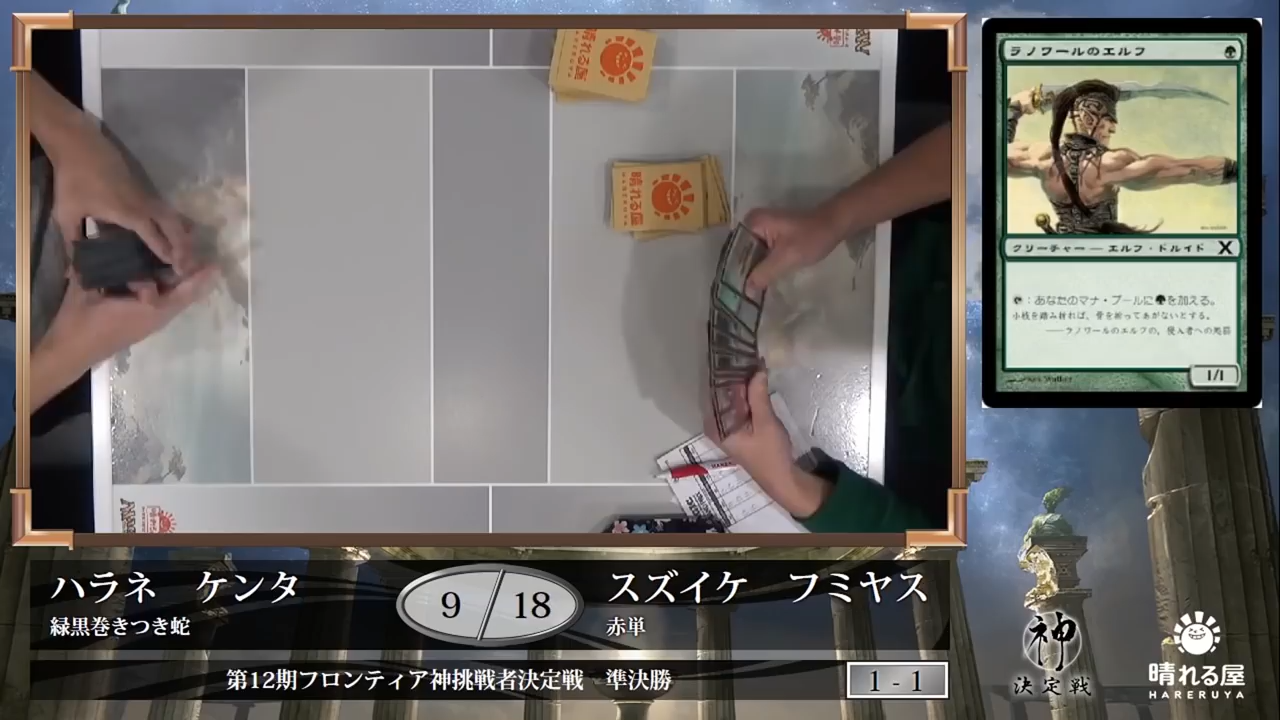 晴れる屋
晴れる屋
ラノワールのエルフ
クリーチャー ― エルフ・ドルイド
X
:あなたのマナ・プールに を加える。
小枝を踏み折れば、骨を折ってあがないとする。
――ラノワールのエルフの、侵入者への処罰
1/1
ハラネ ケンタ
緑黒巻きつき蛇
9
18
スズイケ フミヤス
赤単
第12期フロンティア神挑戦者決定戦 準決勝
1 - 1
神
決定戦
晴れる屋
HARERUYA